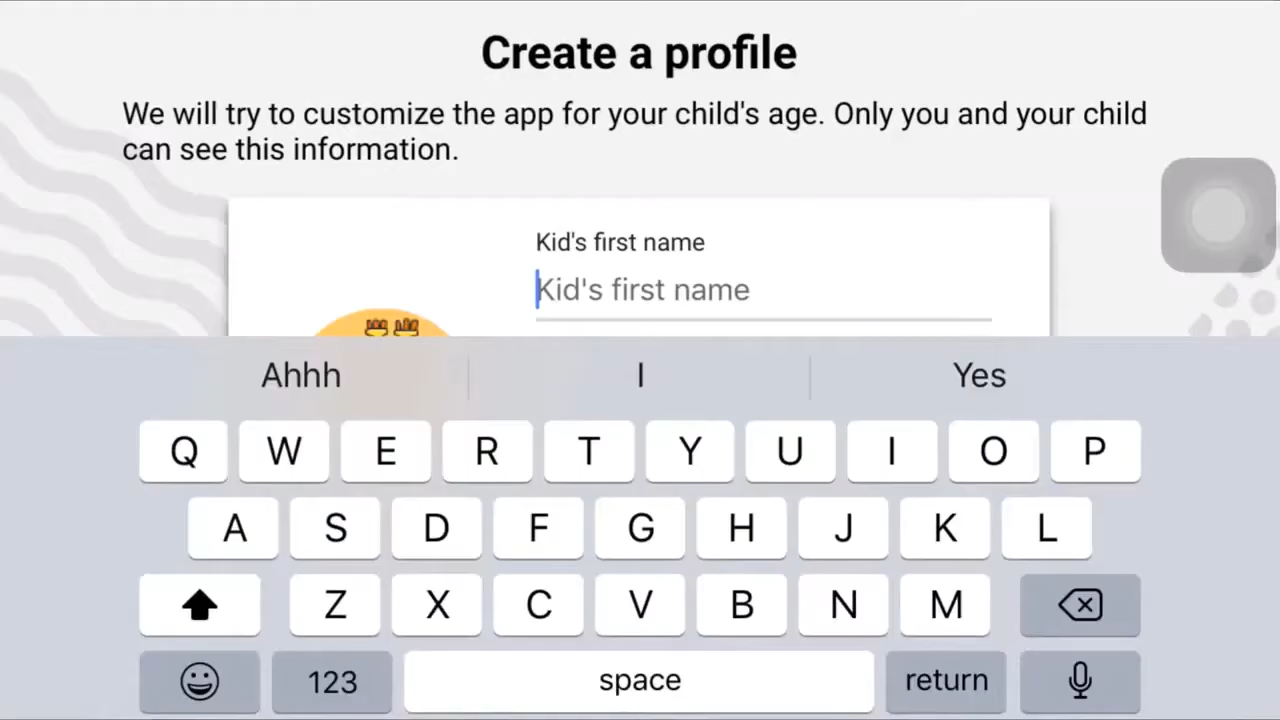 Create a profile
We will try to customize the app for your child's age. Only you and your child
can see this information.
Kid's first name
Kid's first name
Ahhh I Yes
Q W E R T Y U I O P
A S D F G H J K L
Z X C V B N M
123 space return